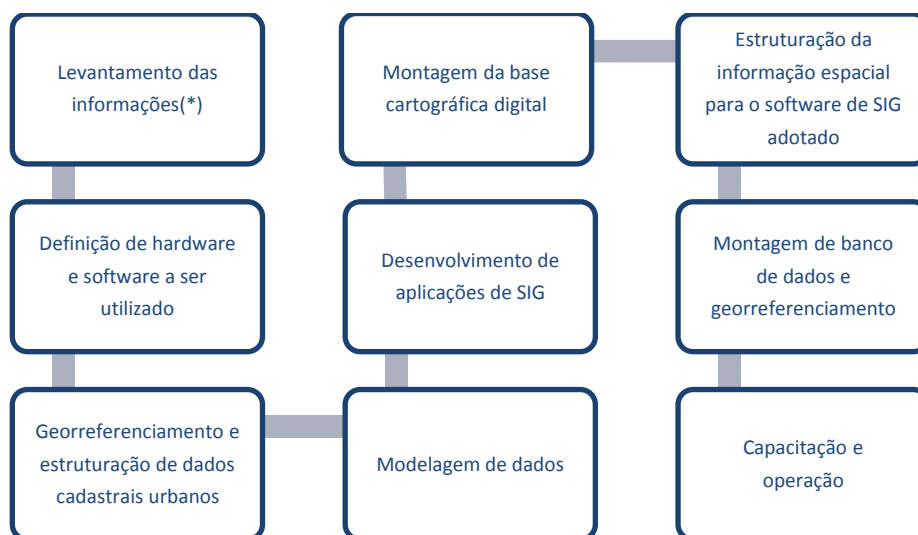 Levantamento das
informações(*)
Definição de hardware
e software a ser
utilizado
Georreferenciamento e
estruturação de dados
cadastrais urbanos
Modelagem de dados
Desenvolvimento de
aplicações de SIG
Montagem da base
cartográfica digital
Estruturação da
informação espacial
para o software de SIG
adotado
Montagem de banco
de dados e
georreferenciamento
Capacitação e
operação